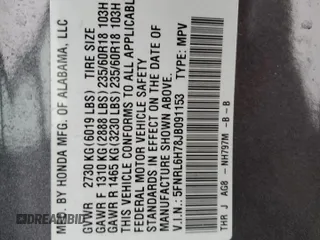 MFD. BY HONDA MFG. OF ALABAMA, LLC
TIRE SIZE
GVWR 2730 KG(6019 LBS)
GAWR F 1310 KG(2888 LBS) 235/60R18 103H
GAWR R 1465 KG(3230 LBS) 235/60R18 103H
THIS VEHICLE CONFORMS TO ALL APPLICABLE
FEDERAL MOTOR VEHICLE SAFETY
STANDARDS IN EFFECT ON THE DATE OF
MANUFACTURE SHOWN ABOVE.
V.I.N.: 5FNRL6H78JB091153 TYPE: MPV
THR J AG8 - NH797M -B - B
DREAMBID